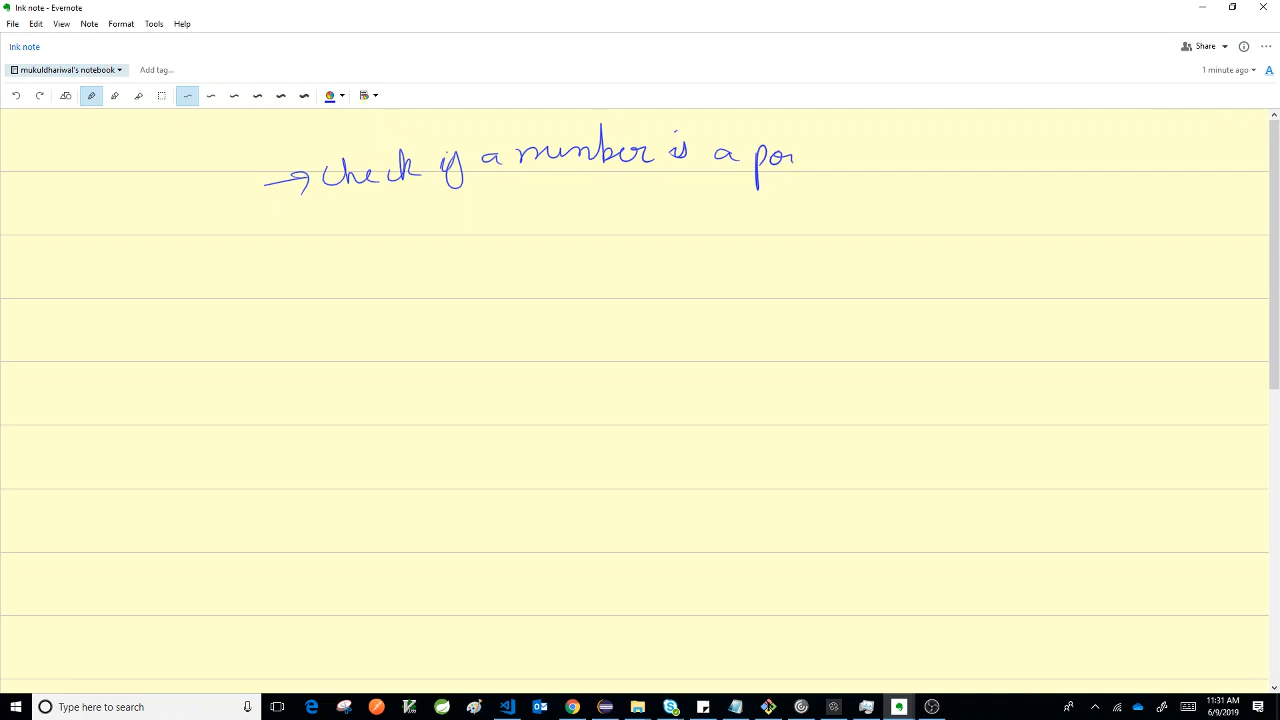 Ink note - Evernote
File Edit View Note Format Tools Help
Ink note Share
mukuldhariwal's notebook Add tag... 1 minute ago A
→ check if a number is a po
Type here to search 11:31 AM
6/9/2019